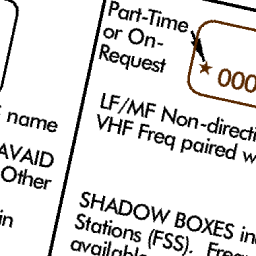 Part-Time
or On-
Request
★ 000
LF/MF Non-directi
VHF Freq paired w
SHADOW BOXES in
Stations (FSS). Freq
available
name
AVAID
Other
in